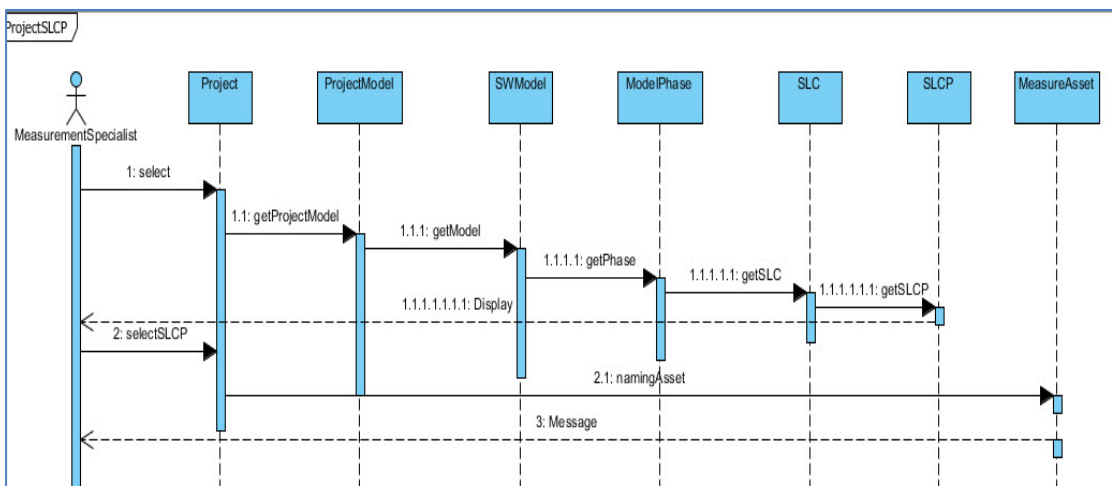 ProjectSLCP
Project
ProjectModel
SWModel
ModelPhase
SLC
SLCP
MeasureAsset
MeasurementSpecialist
1: select
1.1: getProjectModel
1.1.1: getModel
1.1.1.1: getPhase
1.1.1.1.1: getSLC
1.1.1.1.1.1: getSLCP
1.1.1.1.1.1.1: Display
2: selectSLCP
2.1: namingAsset
3: Message